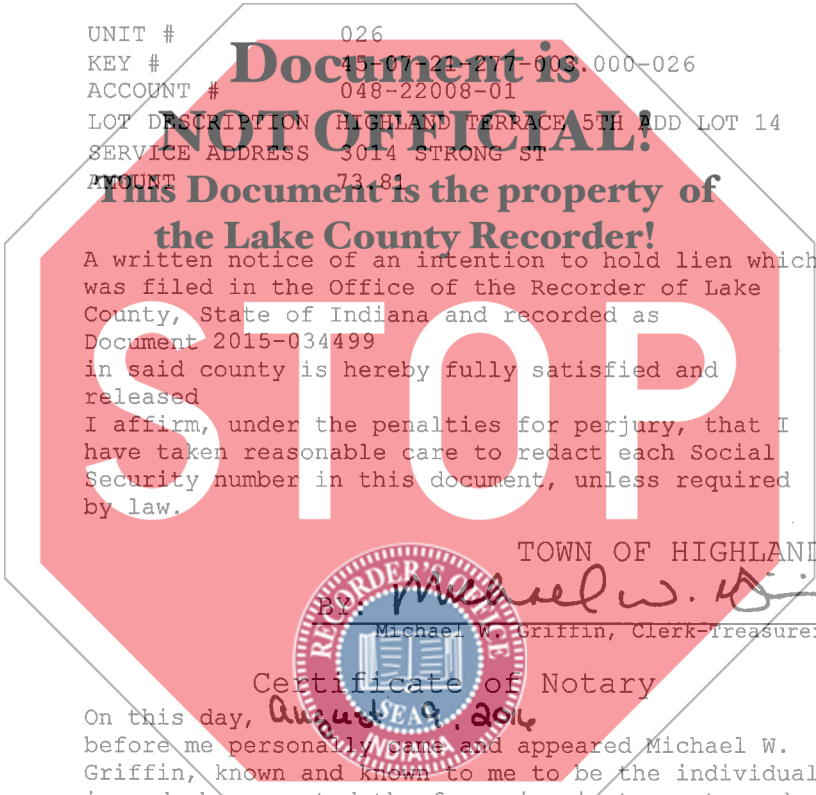 UNIT # 026
KEY # 45-07-21-277-003.000-026
ACCOUNT # 048-22008-01
LOT DESCRIPTION HIGHLAND TERRACE 5TH ADD LOT 14
SERVICE ADDRESS 3014 STRONG ST
AMOUNT 73.81
Document is
NOT OFFICIAL!
This Document is the property of
the Lake County Recorder!
A written notice of an intention to hold lien which
was filed in the Office of the Recorder of Lake
County, State of Indiana and recorded as
Document 2015-034499
in said county is hereby fully satisfied and
released
I affirm, under the penalties for perjury, that I
have taken reasonable care to redact each Social
Security number in this document, unless required
by law.
STOP
TOWN OF HIGHLAND
BY: Michael W. Griffin
Michael W. Griffin, Clerk-Treasurer
RECORDER'S OFFICE
SEAL
INDIANA
Certificate of Notary
On this day, August 9, 2016
before me personally came and appeared Michael W.
Griffin, known and known to me to be the individual